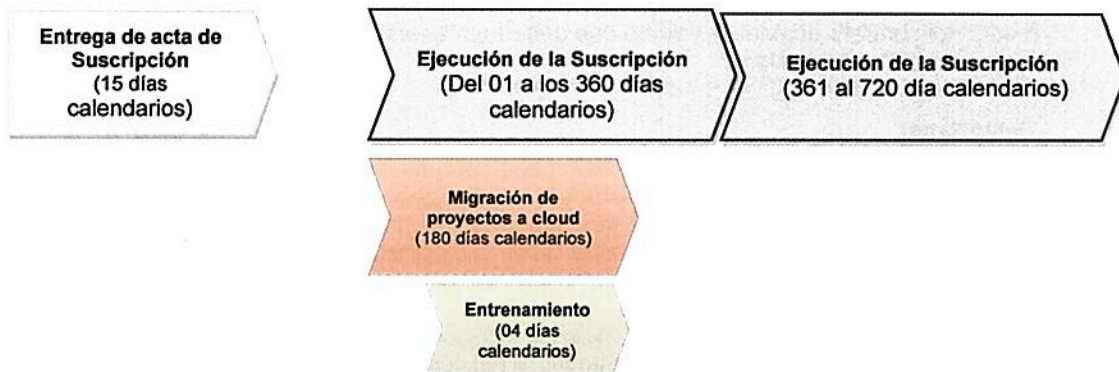 Entrega de acta de
Suscripción
(15 días
calendarios)
Ejecución de la Suscripción
(Del 01 a los 360 días
calendarios)
Ejecución de la Suscripción
(361 al 720 día calendarios)
Migración de
proyectos a cloud
(180 días calendarios)
Entrenamiento
(04 días
calendarios)